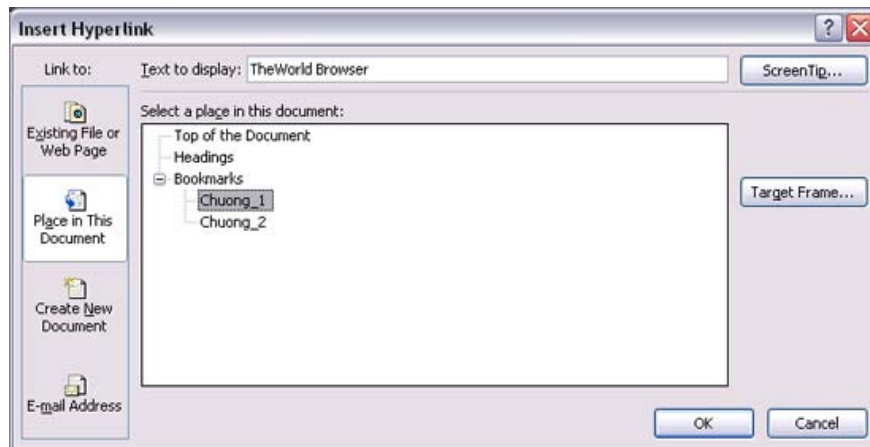 Insert Hyperlink
Link to:
Text to display: TheWorld Browser
ScreenTip...
Select a place in this document:
Existing File or
Web Page
Place in This
Document
Create New
Document
E-mail Address
Top of the Document
Headings
Bookmarks
Chuong_1
Chuong_2
Target Frame...
OK
Cancel